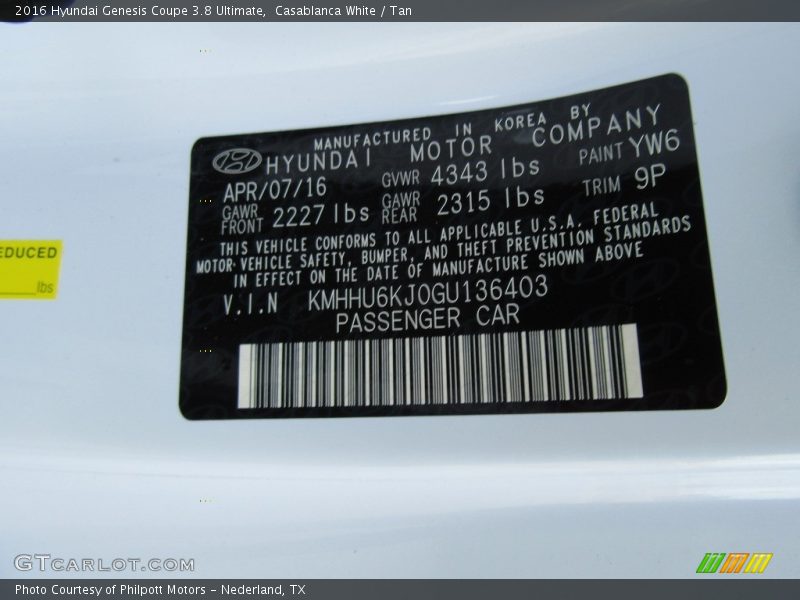 2016 Hyundai Genesis Coupe 3.8 Ultimate, Casablanca White / Tan
MANUFACTURED IN KOREA BY
HYUNDAI MOTOR COMPANY
APR/07/16 GVWR 4343 lbs PAINT YW6
GAWR FRONT 2227 lbs GAWR REAR 2315 lbs TRIM 9P
THIS VEHICLE CONFORMS TO ALL APPLICABLE U.S.A. FEDERAL
MOTOR VEHICLE SAFETY, BUMPER, AND THEFT PREVENTION STANDARDS
IN EFFECT ON THE DATE OF MANUFACTURE SHOWN ABOVE
V.I.N KMHHU6KJ0GU136403
PASSENGER CAR
EDUCED
lbs
GTCARLOT.COM
Photo Courtesy of Philpott Motors - Nederland, TX